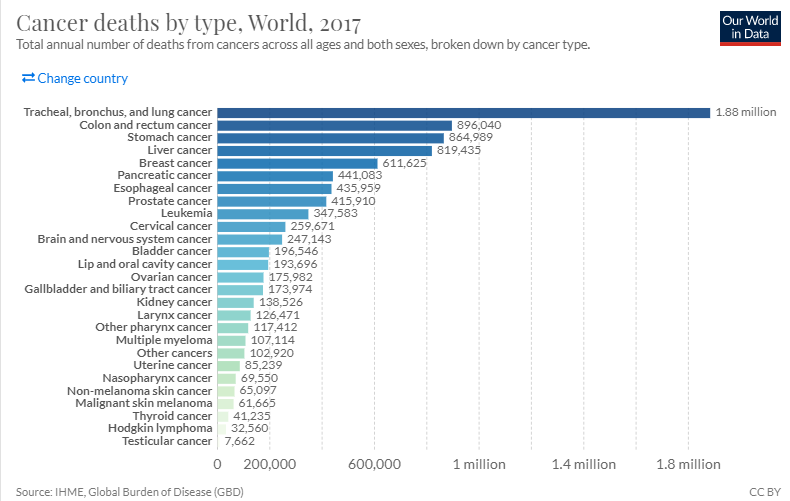 Cancer deaths by type, World, 2017
Total annual number of deaths from cancers across all ages and both sexes, broken down by cancer type.
Our World
in Data
Change country
Tracheal, bronchus, and lung cancer 1.88 million
Colon and rectum cancer 896,040
Stomach cancer 864,989
Liver cancer 819,435
Breast cancer 611,625
Pancreatic cancer 441,083
Esophageal cancer 435,959
Prostate cancer 415,910
Leukemia 347,583
Cervical cancer 259,671
Brain and nervous system cancer 247,143
Bladder cancer 196,546
Lip and oral cavity cancer 193,696
Ovarian cancer 175,982
Gallbladder and biliary tract cancer 173,974
Kidney cancer 138,526
Larynx cancer 126,471
Other pharynx cancer 117,412
Multiple myeloma 107,114
Other cancers 102,920
Uterine cancer 85,239
Nasopharynx cancer 69,550
Non-melanoma skin cancer 65,097
Malignant skin melanoma 61,665
Thyroid cancer 41,235
Hodgkin lymphoma 32,560
Testicular cancer 7,662
0 200,000 600,000 1 million 1.4 million 1.8 million
Source: IHME, Global Burden of Disease (GBD) CC BY